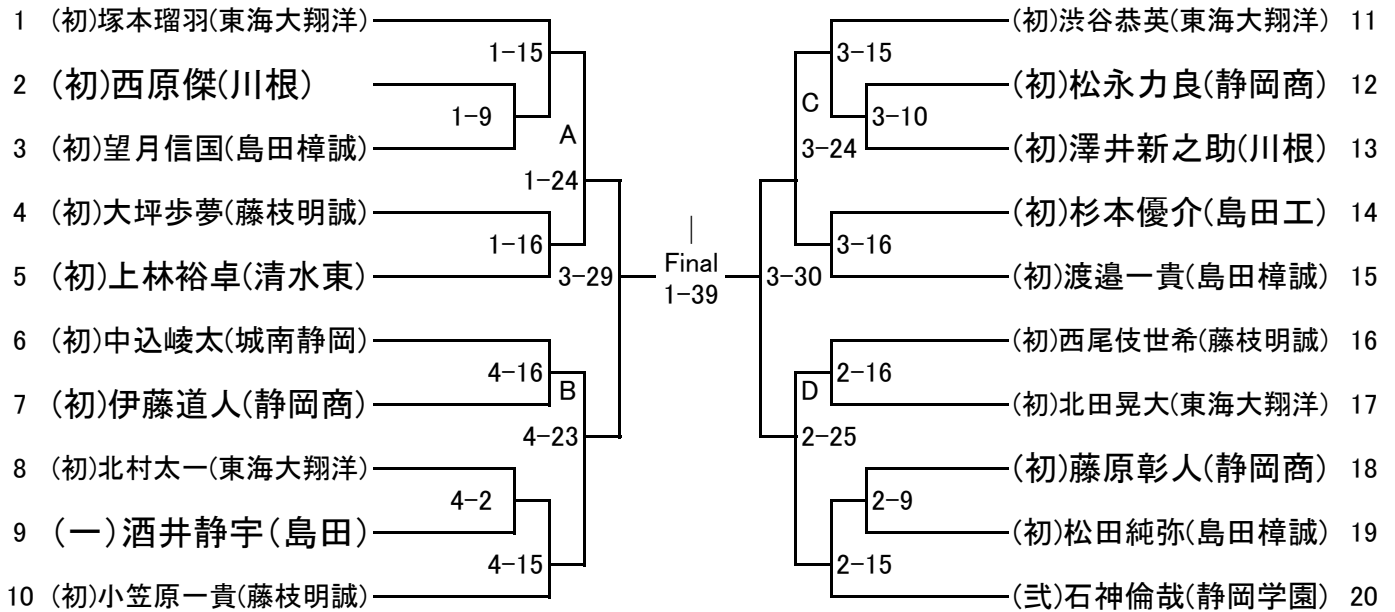 1 (初)塚本瑠羽(東海大翔洋)
2 (初)西原傑(川根)
3 (初)望月信国(島田樟誠)
4 (初)大坪歩夢(藤枝明誠)
5 (初)上林裕卓(清水東)
6 (初)中込崚太(城南静岡)
7 (初)伊藤道人(静岡商)
8 (初)北村太一(東海大翔洋)
9 (一)酒井静宇(島田)
10 (初)小笠原一貴(藤枝明誠)
1-15
1-9
A
1-24
1-16
3-29
4-16
B
4-23
4-2
4-15
Final
1-39
3-15
C
3-10
3-24
3-16
3-30
2-16
D
2-25
2-9
2-15
(初)渋谷恭英(東海大翔洋) 11
(初)松永力良(静岡商) 12
(初)澤井新之助(川根) 13
(初)杉本優介(島田工) 14
(初)渡邉一貴(島田樟誠) 15
(初)西尾伎世希(藤枝明誠) 16
(初)北田晃大(東海大翔洋) 17
(初)藤原彰人(静岡商) 18
(初)松田純弥(島田樟誠) 19
(弐)石神倫哉(静岡学園) 20